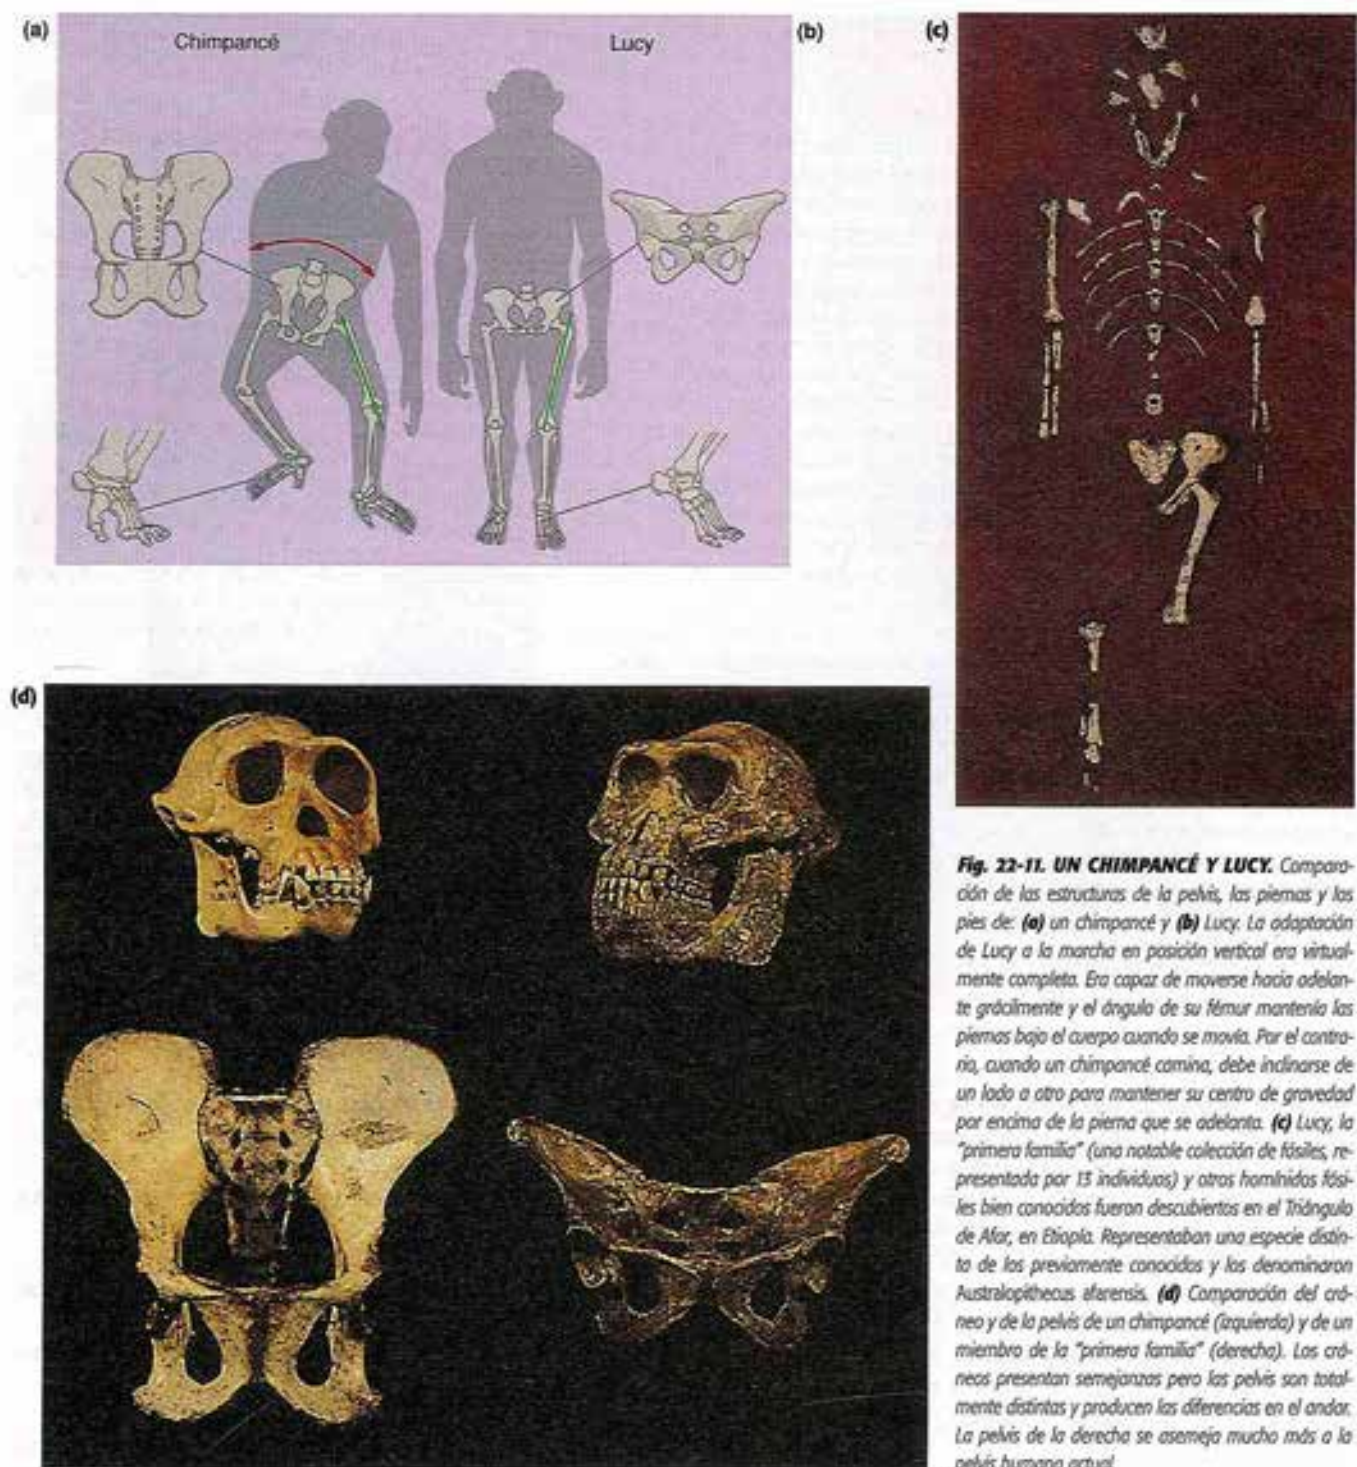 (a)
Chimpancé
Lucy
(b)
(c)
(d)
Fig. 22-11. UN CHIMPANCÉ Y LUCY. Compara-
ción de las estructuras de la pelvis, las piernas y los
pies de: (a) un chimpancé y (b) Lucy. La adaptación
de Lucy a la marcha en posición vertical era virtual-
mente completa. Era capaz de moverse hacia adelan-
te grácilmente y el ángulo de su fémur mantenía las
piernas bajo el cuerpo cuando se movía. Por el contra-
rio, cuando un chimpancé camina, debe inclinarse de
un lado a otro para mantener su centro de gravedad
por encima de la pierna que se adelanta. (c) Lucy, la
"primera familia" (una notable colección de fósiles, re-
presentada por 13 individuos) y otros homínidos fósi-
les bien conocidos fueron descubiertos en el Triángulo
de Afar, en Etiopía. Representaban una especie distin-
ta de los previamente conocidos y los denominaron
Australopithecus afarensis. (d) Comparación del crá-
neo y de la pelvis de un chimpancé (izquierda) y de un
miembro de la "primera familia" (derecha). Los crá-
neos presentan semejanzas pero las pelvis son total-
mente distintas y producen las diferencias en el andar.
La pelvis de la derecha se asemeja mucho más a la
pelvis humana actual